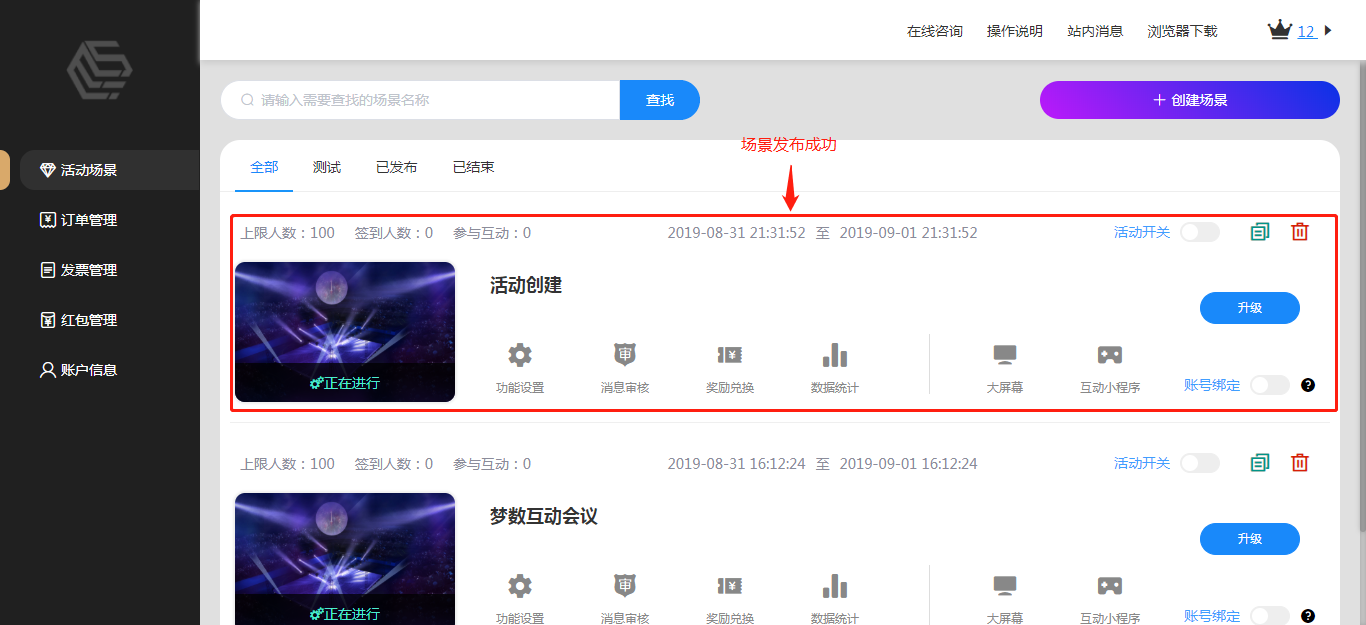 在线咨询 操作说明 站内消息 浏览器下载 12
请输入需要查找的场景名称 查找 创建场景
活动场景
订单管理
发票管理
红包管理
账户信息
场景发布成功
全部 测试 已发布 已结束
上限人数：100 签到人数：0 参与互动：0 2019-08-31 21:31:52 至 2019-09-01 21:31:52 活动开关
活动创建
升级
正在进行
功能设置 消息审核 奖励兑换 数据统计 大屏幕 互动小程序 账号绑定 ?
上限人数：100 签到人数：0 参与互动：0 2019-08-31 16:12:24 至 2019-09-01 16:12:24 活动开关
梦数互动会议
升级
正在进行
功能设置 消息审核 奖励兑换 数据统计 大屏幕 互动小程序 账号绑定 ?